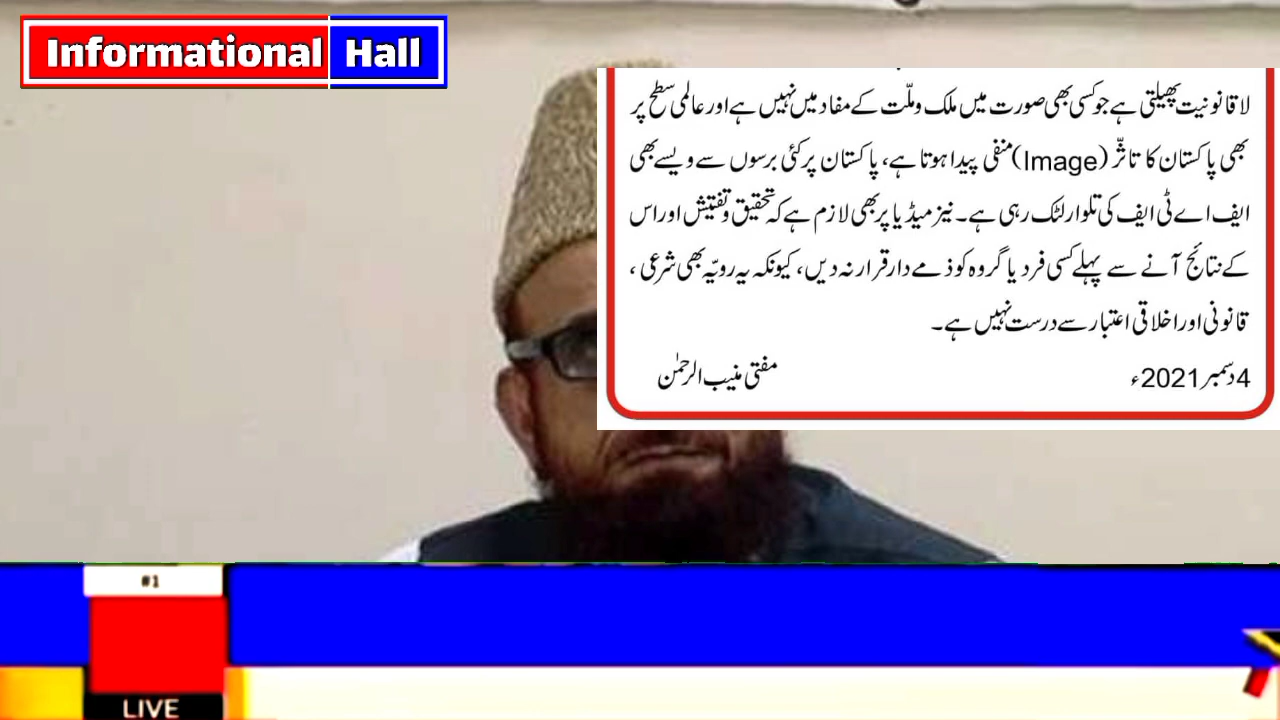 Informational Hall
لاقانونیت پھیلتی ہے جو کسی بھی صورت میں ملک وملّت کے مفاد میں نہیں ہے اور عالمی سطح پر
بھی پاکستان کا تاثّر (Image) منفی پیدا ہوتا ہے، پاکستان پر کئی برسوں سے ویسے بھی
ایف اے ٹی ایف کی تلوار لٹک رہی ہے۔ نیز میڈیا پر بھی لازم ہے کہ تحقیق و تفتیش اور اس
کے نتائج آنے سے پہلے کسی فرد یا گروہ کو ذمے دار قرار نہ دیں، کیونکہ یہ رویّہ بھی شرعی ،
قانونی اور اخلاقی اعتبار سے درست نہیں ہے۔
4 دسمبر 2021ء مفتی منیب الرحمٰن
#1
LIVE